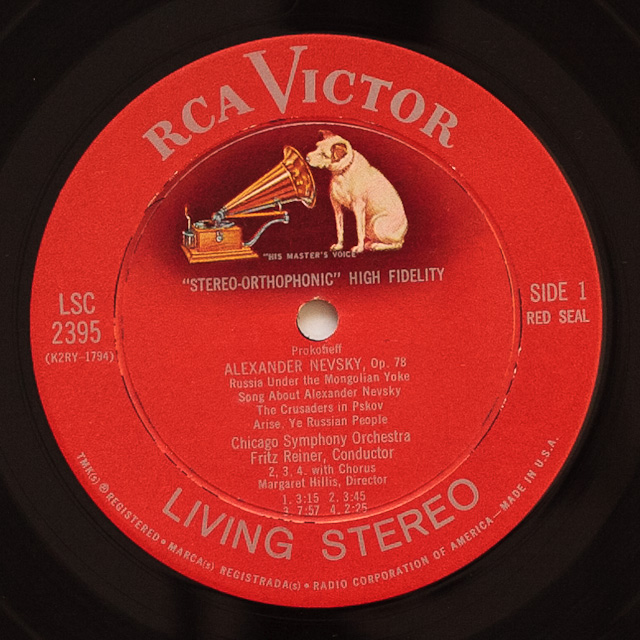 RCA VICTOR
"HIS MASTER'S VOICE"
"STEREO-ORTHOPHONIC" HIGH FIDELITY
LSC
2395
(K2RY-1794)
SIDE 1
RED SEAL
Prokofieff
ALEXANDER NEVSKY, Op. 78
Russia Under the Mongolian Yoke
Song About Alexander Nevsky
The Crusaders in Pskov
Arise, Ye Russian People
Chicago Symphony Orchestra
Fritz Reiner, Conductor
2, 3, 4. with Chorus
Margaret Hillis, Director
1. 3:15 2. 3:45
3. 7:57 4. 2:25
LIVING STEREO
TMK(s) ® REGISTERED • MARCA(s) REGISTRADA(s) • RADIO CORPORATION OF AMERICA—MADE IN U.S.A.